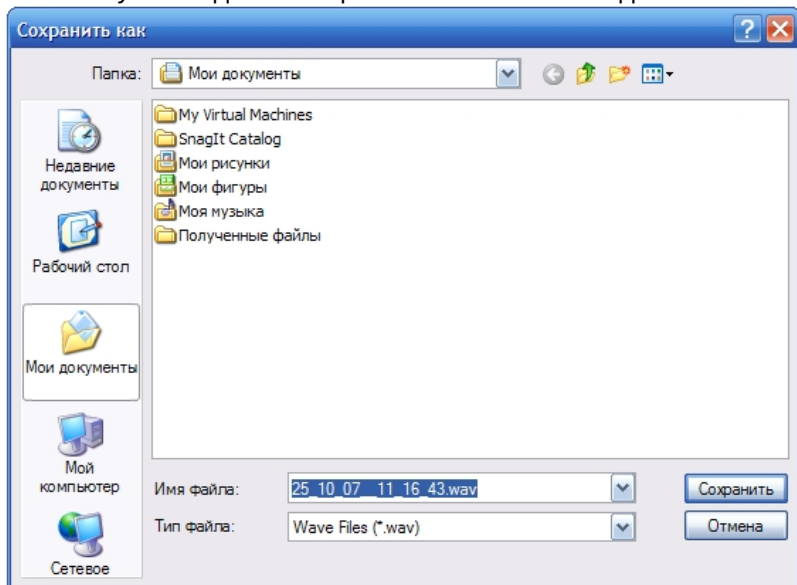 Сохранить как
Папка:
Мои документы
Недавние
документы
Рабочий стол
Мои документы
Мой
компьютер
Сетевое
My Virtual Machines
SnagIt Catalog
Мои рисунки
Мои фигуры
Моя музыка
Полученные файлы
Имя файла:
25_10_07__11_16_43.wav
Сохранить
Тип файла:
Wave Files (*.wav)
Отмена